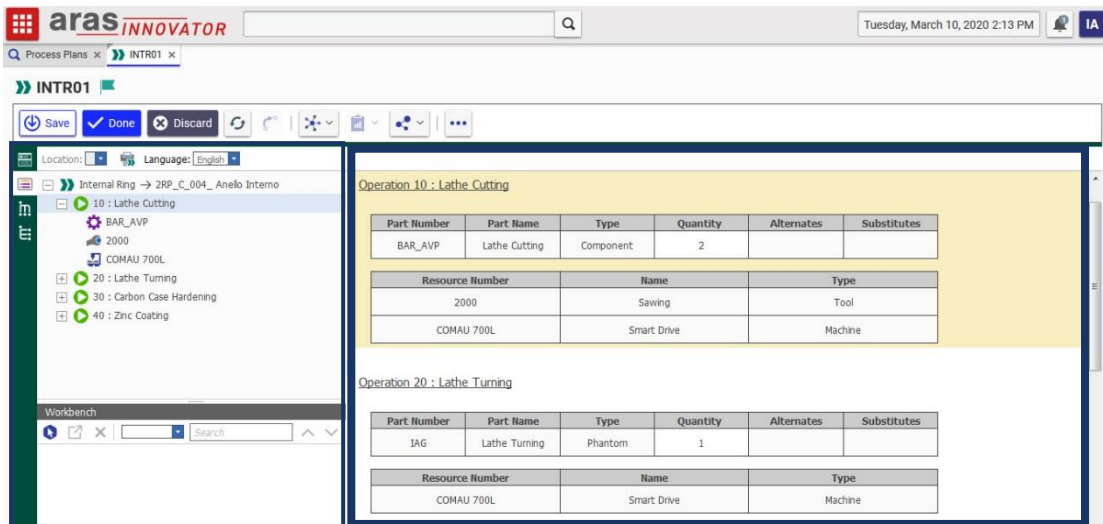 aras INNOVATOR
Tuesday, March 10, 2020 2:13 PM
IA
Process Plans × INTR01 ×
INTR01
Save Done Discard
Location: Language: English
Internal Ring → 2RP_C_004_ Anello Interno
10 : Lathe Cutting
BAR_AVP
2000
COMAU 700L
20 : Lathe Turning
30 : Carbon Case Hardening
40 : Zinc Coating
Workbench
Search
Operation 10 : Lathe Cutting
Part Number Part Name Type Quantity Alternates Substitutes
BAR_AVP Lathe Cutting Component 2
Resource Number Name Type
2000 Sawing Tool
COMAU 700L Smart Drive Machine
Operation 20 : Lathe Turning
Part Number Part Name Type Quantity Alternates Substitutes
IAG Lathe Turning Phantom 1
Resource Number Name Type
COMAU 700L Smart Drive Machine